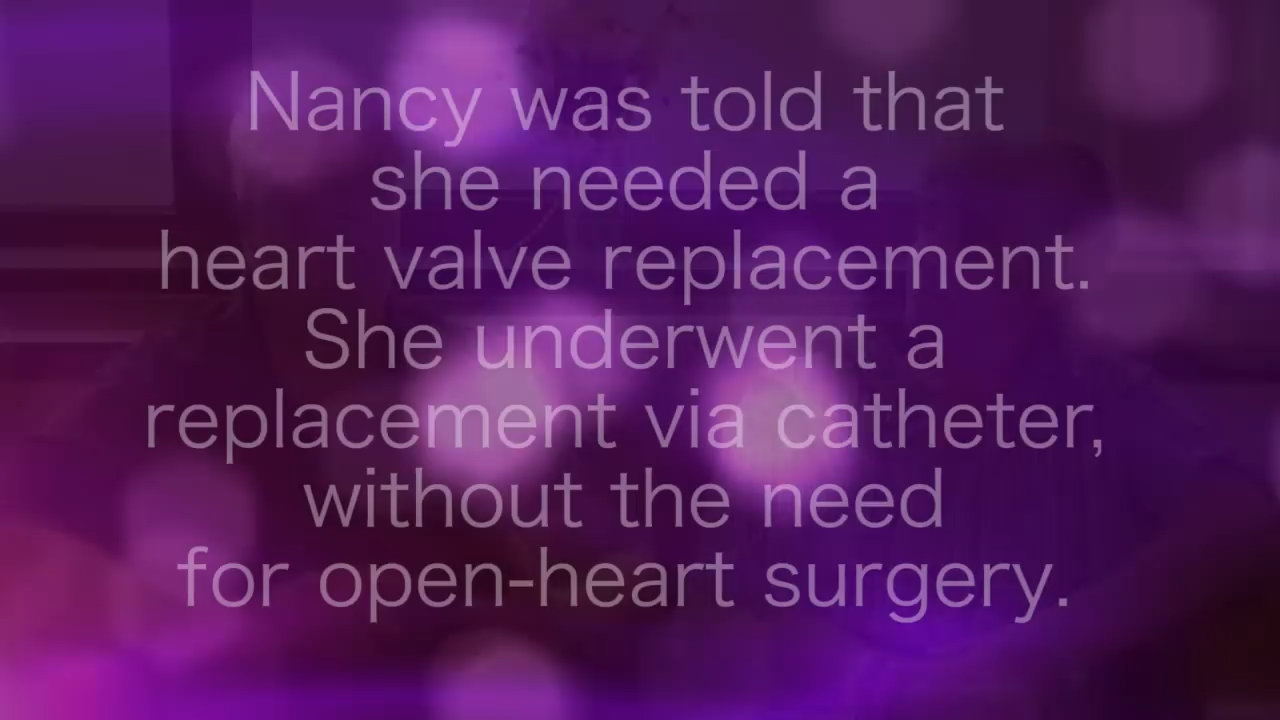 Nancy was told that
she needed a
heart valve replacement.
She underwent a
replacement via catheter,
without the need
for open-heart surgery.